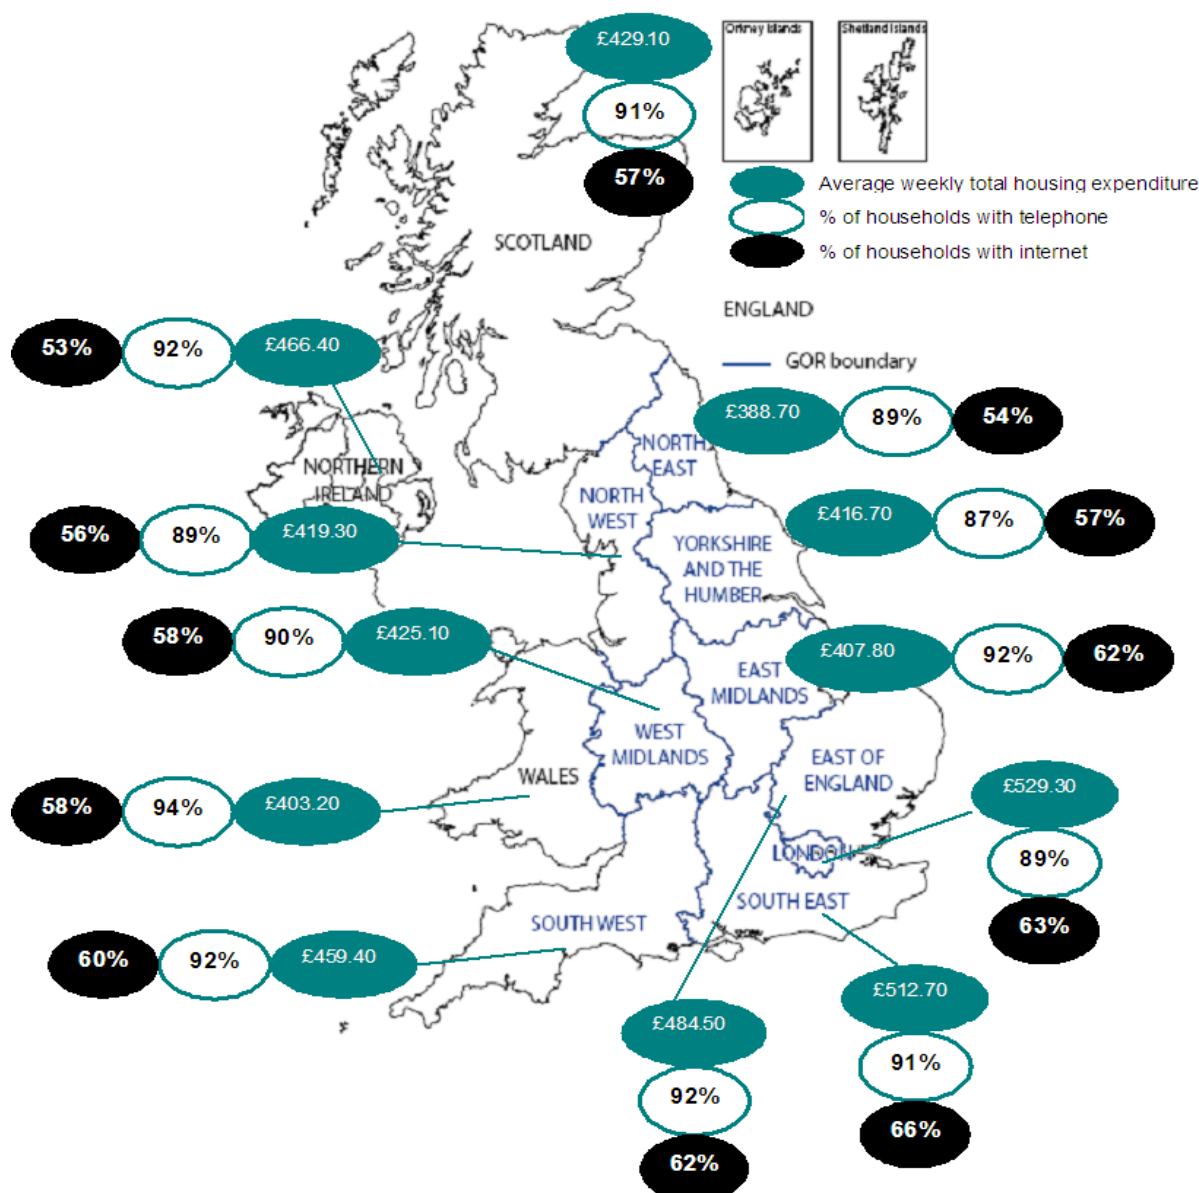 £429.10
91%
57%
Orkney Islands
Shetland Islands
Average weekly total housing expenditure
% of households with telephone
% of households with internet
SCOTLAND
ENGLAND
GOR boundary
53%
92%
£466.40
£388.70
89%
54%
NORTH
EAST
NORTHERN
IRELAND
NORTH
WEST
56%
89%
£419.30
£416.70
87%
57%
YORKSHIRE
AND THE
HUMBER
58%
90%
£425.10
£407.80
92%
62%
EAST
MIDLANDS
WEST
MIDLANDS
EAST OF
ENGLAND
WALES
58%
94%
£403.20
£529.30
89%
63%
LONDON
SOUTH EAST
SOUTH WEST
60%
92%
£459.40
£512.70
91%
66%
£484.50
92%
62%